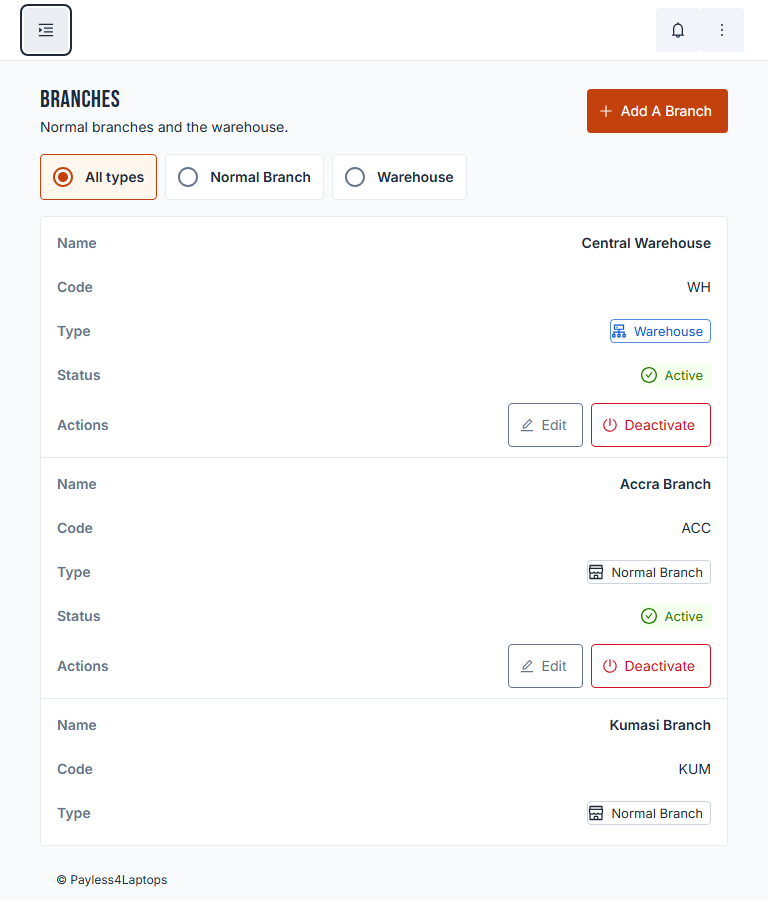 BRANCHES
Normal branches and the warehouse.
Add A Branch
All types
Normal Branch
Warehouse
Name Central Warehouse
Code WH
Type Warehouse
Status Active
Actions Edit Deactivate
Name Accra Branch
Code ACC
Type Normal Branch
Status Active
Actions Edit Deactivate
Name Kumasi Branch
Code KUM
Type Normal Branch
© Payless4Laptops